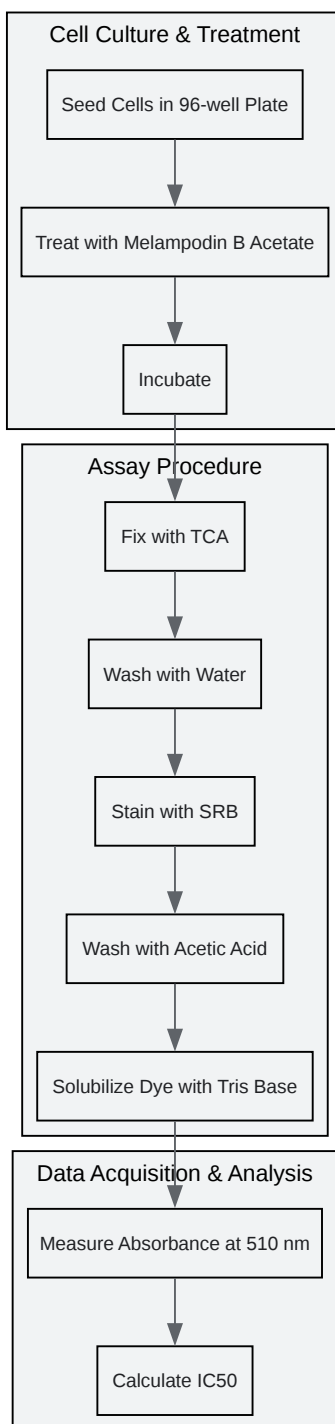 Cell Culture & Treatment
Seed Cells in 96-well Plate
Treat with Melampodin B Acetate
Incubate
Assay Procedure
Fix with TCA
Wash with Water
Stain with SRB
Wash with Acetic Acid
Solubilize Dye with Tris Base
Data Acquisition & Analysis
Measure Absorbance at 510 nm
Calculate IC50